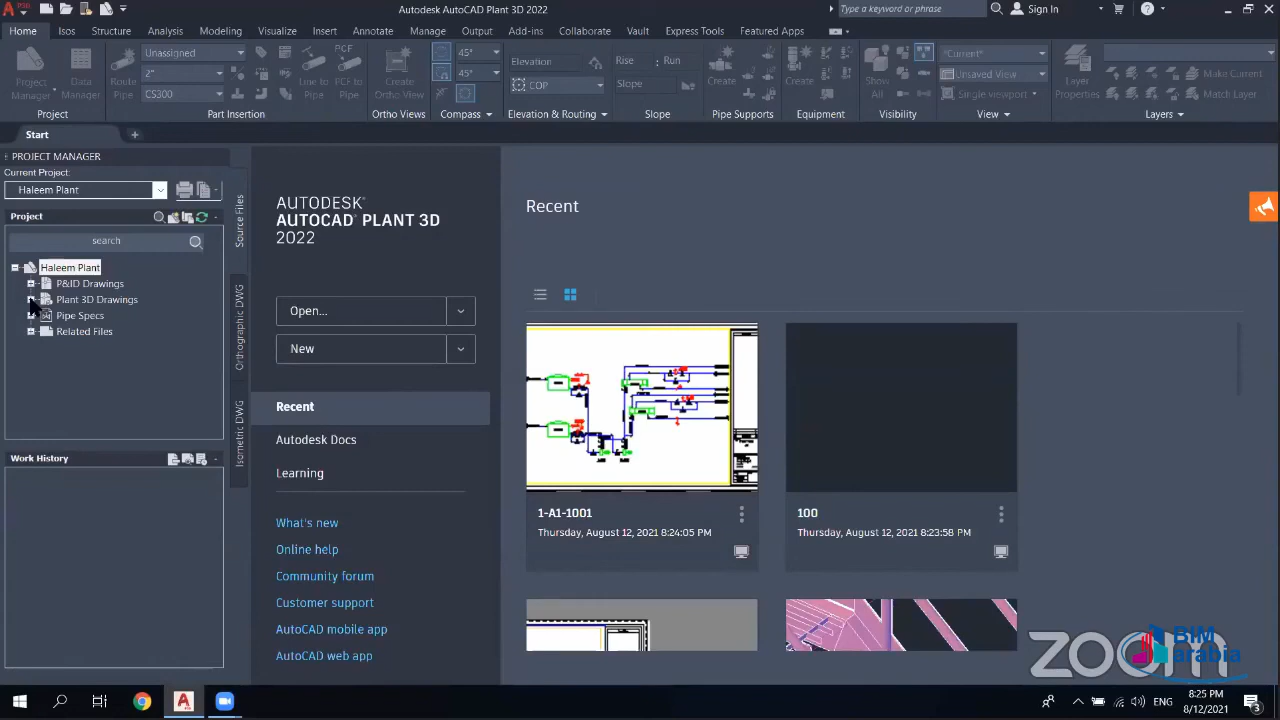 Autodesk AutoCAD Plant 3D 2022
Type a keyword or phrase
Sign In
Home Isos Structure Analysis Modeling Visualize Insert Annotate Manage Output Add-ins Collaborate Vault Express Tools Featured Apps
Project Manager
Data Manager
Project
Route Pipe
Unassigned
2"
CS300
Line to Pipe
PCF to Pipe
Part Insertion
Create Ortho View
Ortho Views
45°
45°
Compass
Elevation
COP
Elevation & Routing
Rise Run
Slope
Slope
Create
Pipe Supports
Create
Equipment
Show All
Visibility
*Current*
Unsaved View
Single viewport
View
Layer Properties
Make Current
Match Layer
Layers
Start
PROJECT MANAGER
Current Project:
Haleem Plant
Project
search
Haleem Plant
P&ID Drawings
Plant 3D Drawings
Pipe Specs
Related Files
Work History
Source Files
Orthographic DWG
Isometric DWG
AUTODESK®
AUTOCAD® PLANT 3D
2022
Open...
New
Recent
Autodesk Docs
Learning
What's new
Online help
Community forum
Customer support
AutoCAD mobile app
AutoCAD web app
Recent
1-A1-1001
Thursday, August 12, 2021 8:24:05 PM
100
Thursday, August 12, 2021 8:23:58 PM
zoom
BIM
arabia
ENG
8:25 PM
8/12/2021
3